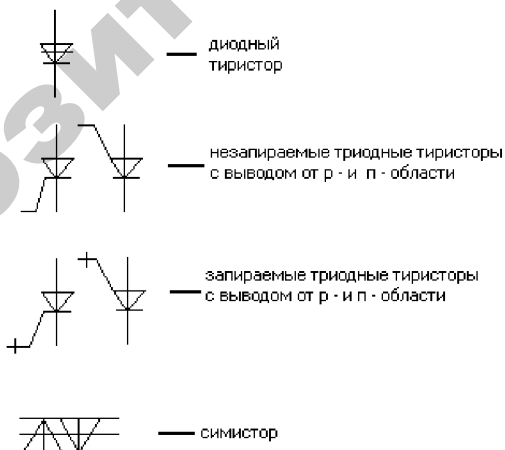 диодный
тиристор
незапираемые триодные тиристоры
с выводом от р - и п - области
запираемые триодные тиристоры
с выводом от р - и п - области
симистор